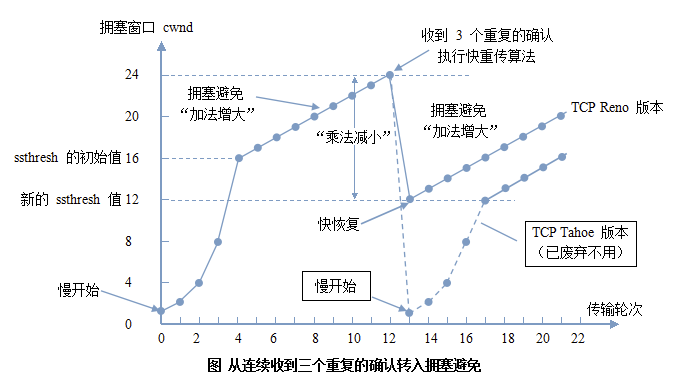 拥塞窗口 cwnd
收到 3 个重复的确认
执行快重传算法
24
拥塞避免
“加法增大”
拥塞避免
“加法增大”
TCP Reno 版本
20
“乘法减小”
ssthresh 的初始值 16
新的 ssthresh 值 12
快恢复
TCP Tahoe 版本
（已废弃不用）
8
4
慢开始
慢开始
传输轮次
0
0 2 4 6 8 10 12 14 16 18 20 22
图 从连续收到三个重复的确认转入拥塞避免